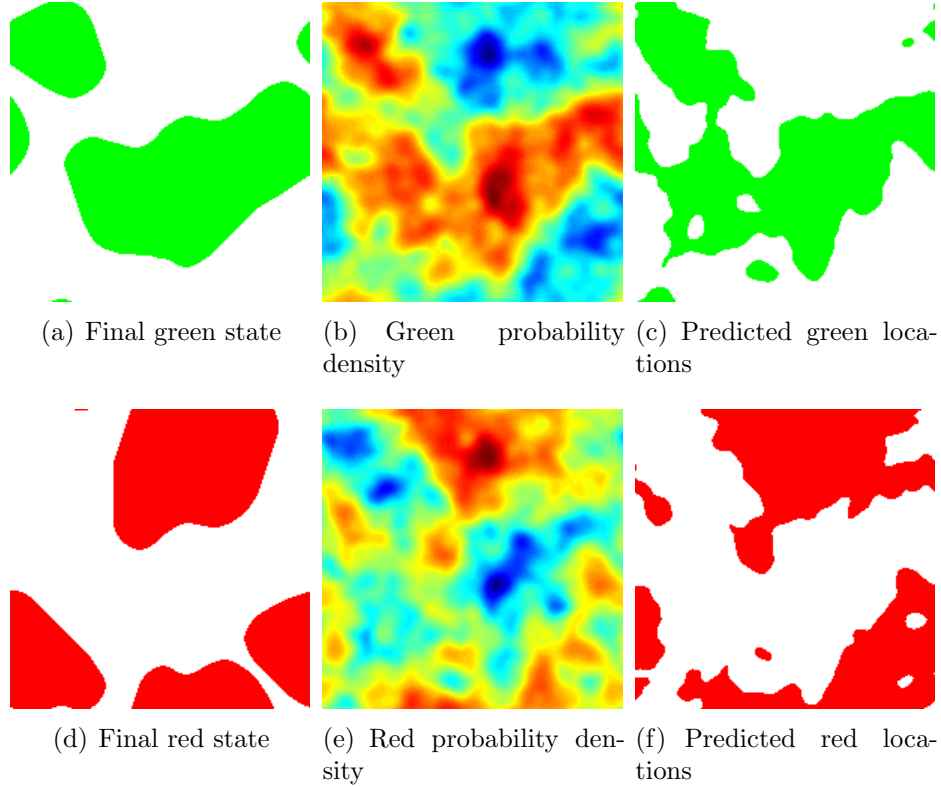 (a) Final green state
(b) Green probability
density
(c) Predicted green loca-
tions
(d) Final red state
(e) Red probability den-
sity
(f) Predicted red loca-
tions